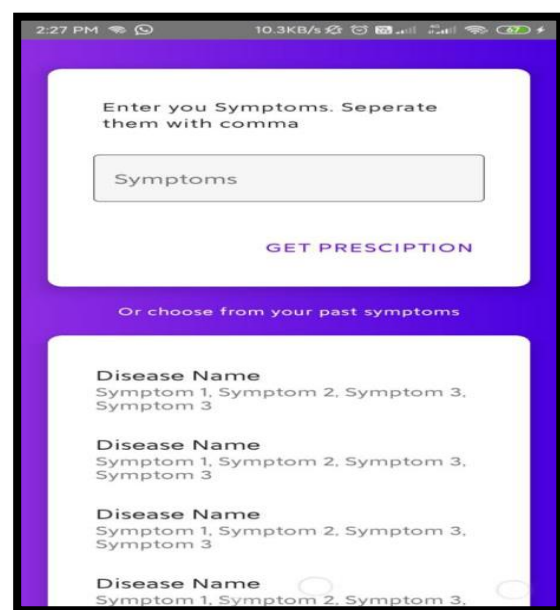 2:27 PM 10.3KB/s 4G 67
Enter you Symptoms. Seperate
them with comma
Symptoms
GET PRESCIPTION
Or choose from your past symptoms
Disease Name
Symptom 1, Symptom 2, Symptom 3,
Symptom 3
Disease Name
Symptom 1, Symptom 2, Symptom 3,
Symptom 3
Disease Name
Symptom 1, Symptom 2, Symptom 3,
Symptom 3
Disease Name
Symptom 1, Symptom 2, Symptom 3,